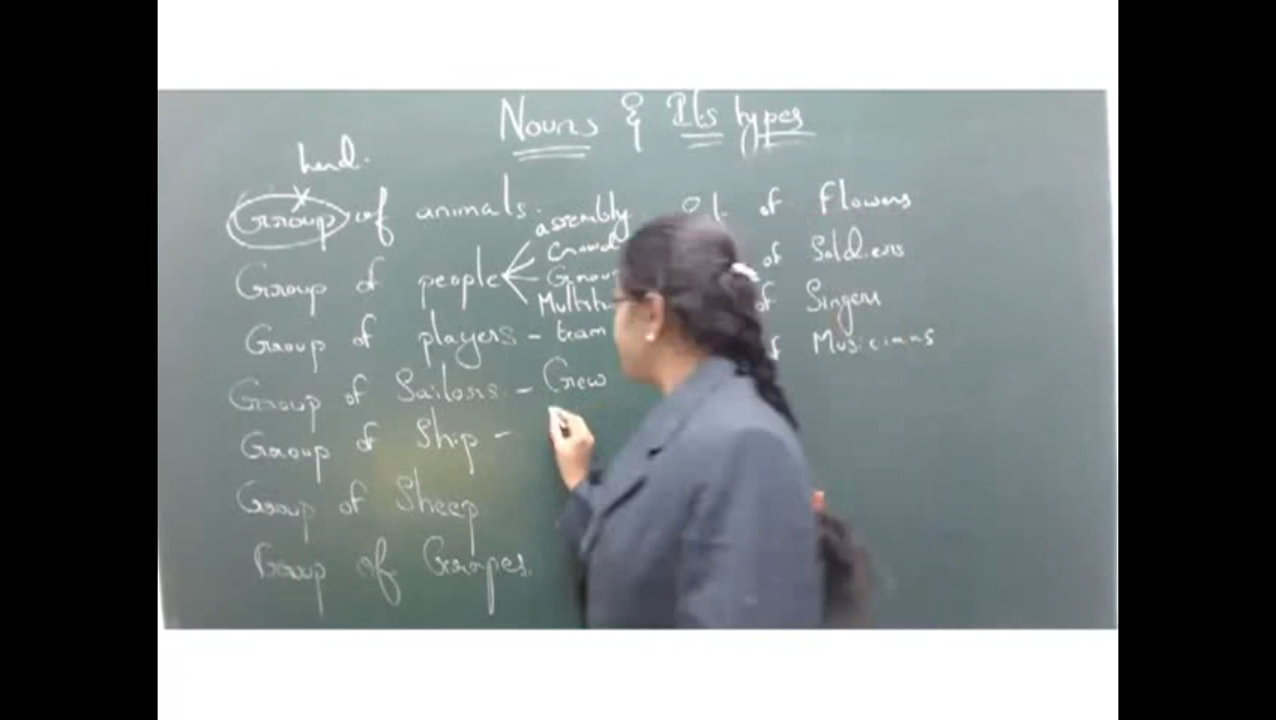 Nouns & Its types
herd.
Group of animals.
assembly
Crowd
Group of people
team
Group of players -
Group of Sailors - Crew
Group of Ship -
Group of Sheep
Group of Grapes.
of Flowers
of Soldiers
of Singers
Musicians